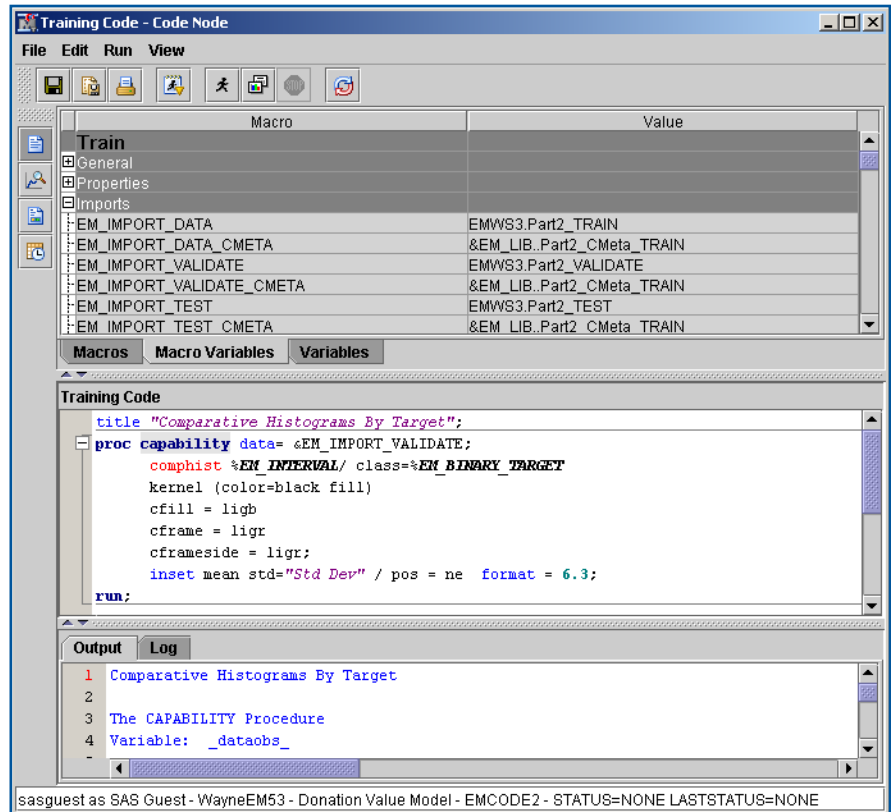 Training Code - Code Node
File Edit Run View
Macro Value
Train
General
Properties
Imports
EM_IMPORT_DATA EMWS3.Part2_TRAIN
EM_IMPORT_DATA_CMETA &EM_LIB..Part2_CMeta_TRAIN
EM_IMPORT_VALIDATE EMWS3.Part2_VALIDATE
EM_IMPORT_VALIDATE_CMETA &EM_LIB..Part2_CMeta_TRAIN
EM_IMPORT_TEST EMWS3.Part2_TEST
EM_IMPORT_TEST_CMETA &EM_LIB..Part2_CMeta_TRAIN
Macros Macro Variables Variables
Training Code
title "Comparative Histograms By Target";
proc capability data= &EM_IMPORT_VALIDATE;
comphist %EM_INTERVAL/ class=%EM_BINARY_TARGET
kernel (color=black fill)
cfill = ligb
cframe = ligr
cframeside = ligr;
inset mean std="Std Dev" / pos = ne format = 6.3;
run;
Output Log
1 Comparative Histograms By Target
2
3 The CAPABILITY Procedure
4 Variable: _dataobs_
sasguest as SAS Guest - WayneEM53 - Donation Value Model - EMCODE2 - STATUS=NONE LASTSTATUS=NONE